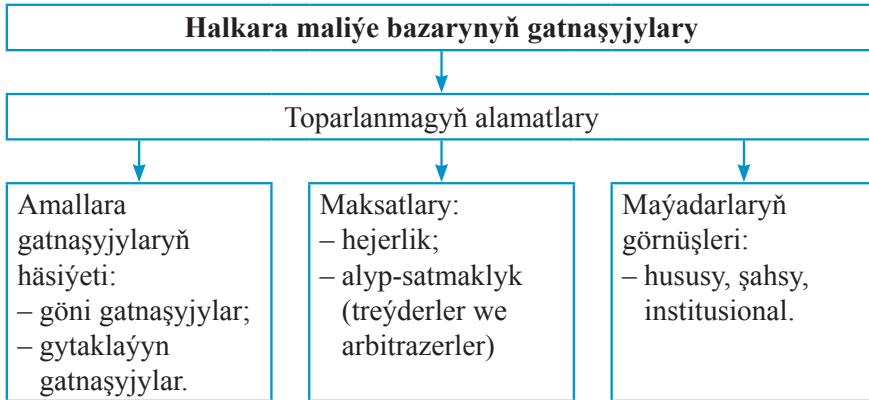 Halkara maliýe bazarynyň gatnaşyjylary
Toparlanmagyň alamatlary
Amallara
gatnaşyjylaryň
häsiýeti:
– göni gatnaşyjylar;
– gytaklaýyn
gatnaşyjylar.
Maksatlary:
– hejerlik;
– alyp-satmaklyk
(treýderler we
arbitrazerler)
Maýadarlaryň
görnüşleri:
– hususy, şahsy,
institusional.